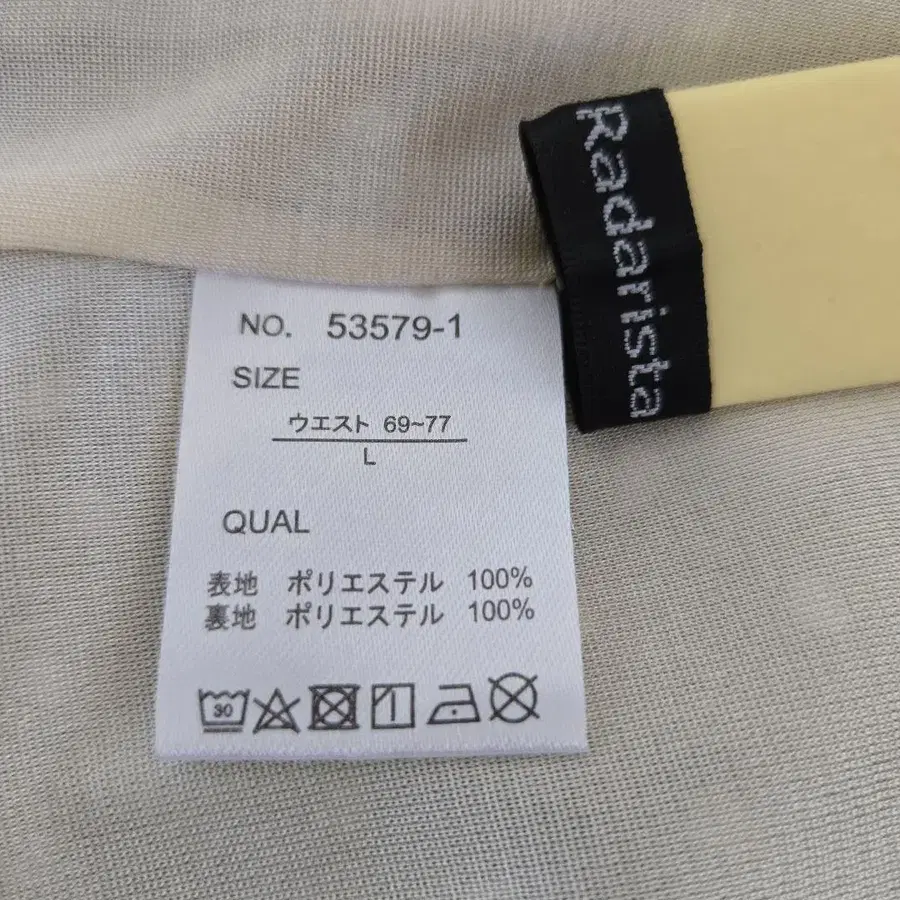 Radarista
NO. 53579-1
SIZE
ウエスト 69~77
L
QUAL
表地 ポリエステル 100%
裏地 ポリエステル 100%
30